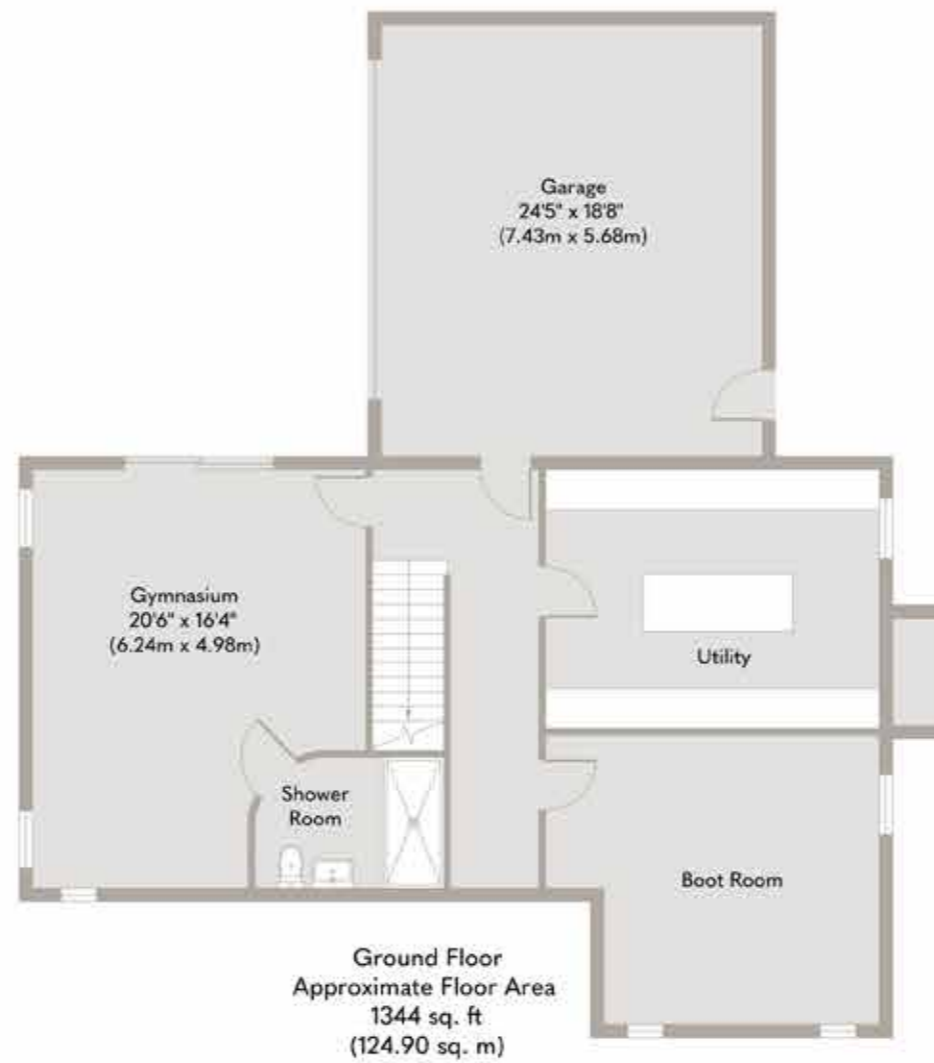 Garage
24'5" x 18'8"
(7.43m x 5.68m)
Gymnasium
20'6" x 16'4"
(6.24m x 4.98m)
Utility
Shower
Room
Boot Room
Ground Floor
Approximate Floor Area
1344 sq. ft
(124.90 sq. m)